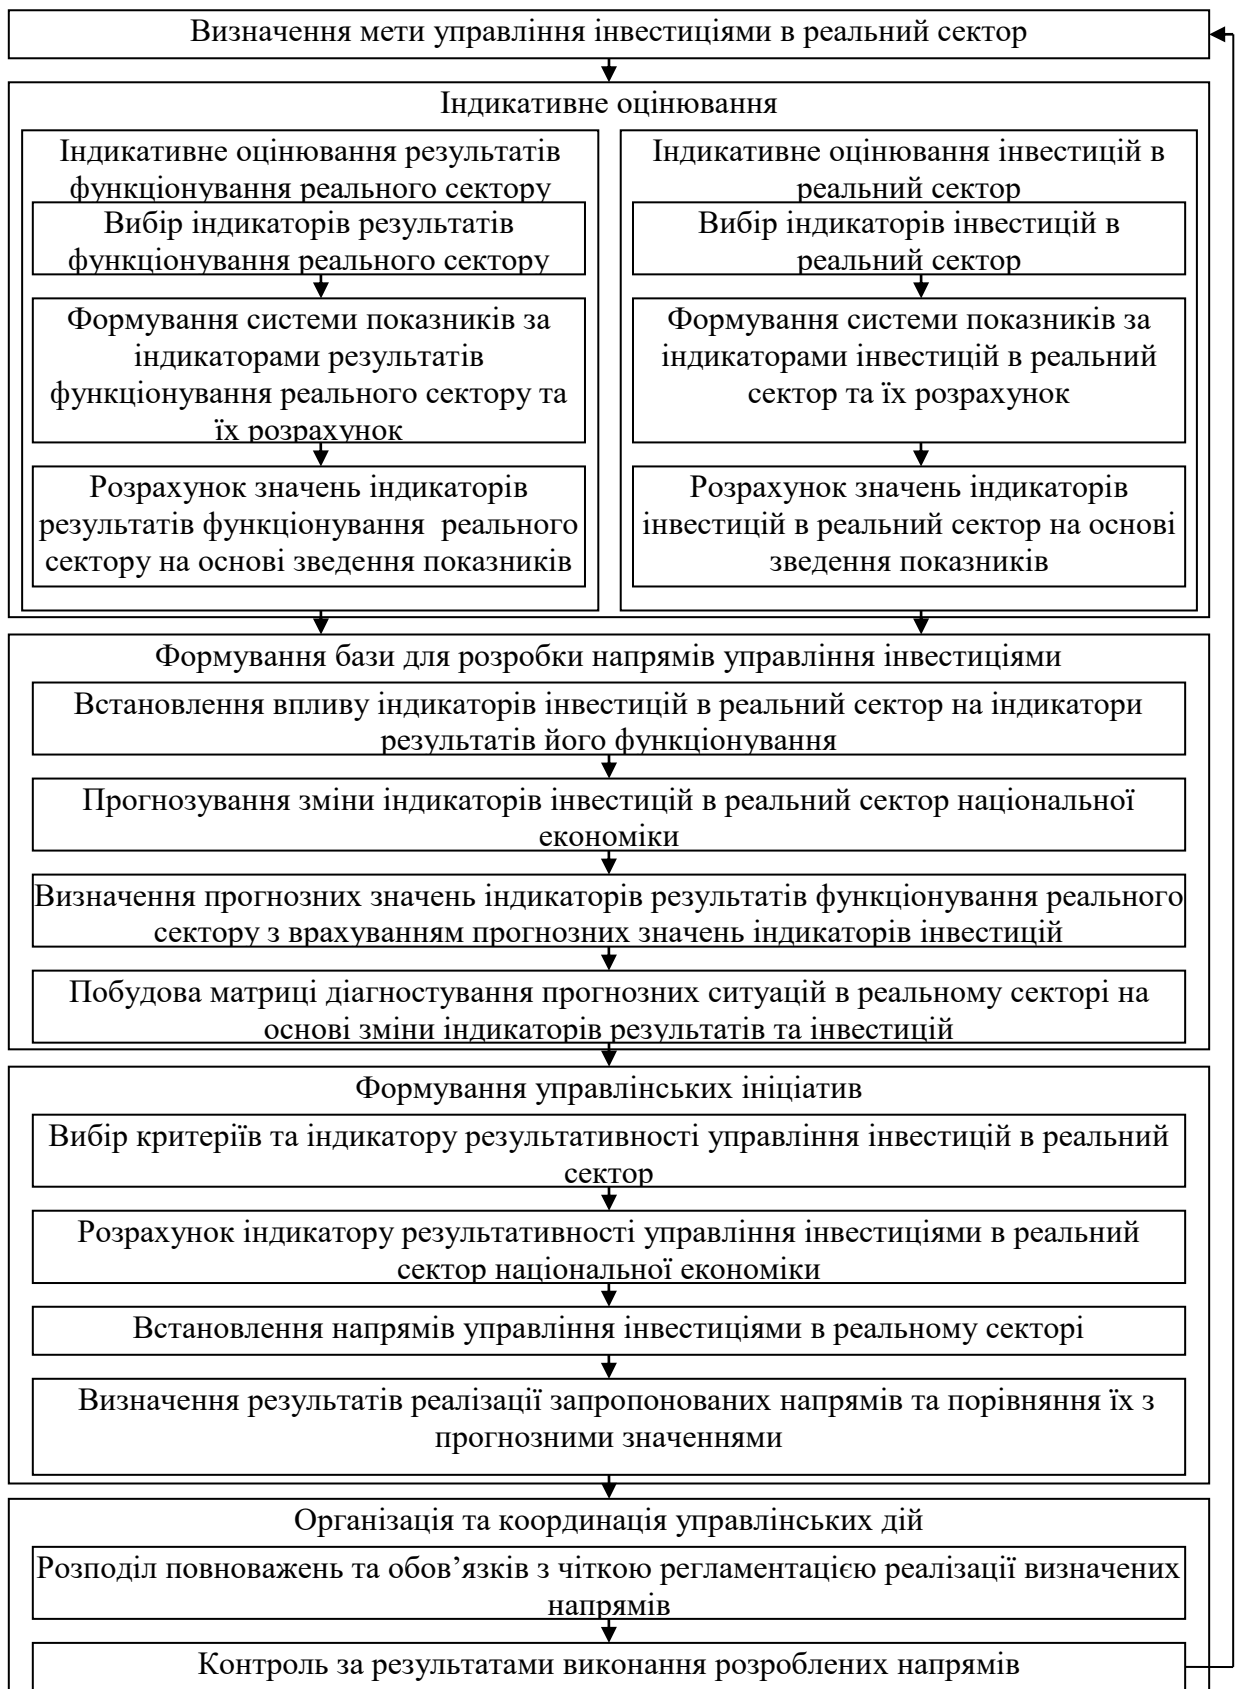 Визначення мети управління інвестиціями в реальний сектор
Індикативне оцінювання
Індикативне оцінювання результатів
функціонування реального сектору
Вибір індикаторів результатів
функціонування реального сектору
Формування системи показників за
індикаторами результатів
функціонування реального сектору та
їх розрахунок
Розрахунок значень індикаторів
результатів функціонування реального
сектору на основі зведення показників
Індикативне оцінювання інвестицій в
реальний сектор
Вибір індикаторів інвестицій в
реальний сектор
Формування системи показників за
індикаторами інвестицій в реальний
сектор та їх розрахунок
Розрахунок значень індикаторів
інвестицій в реальний сектор на основі
зведення показників
Формування бази для розробки напрямів управління інвестиціями
Встановлення впливу індикаторів інвестицій в реальний сектор на індикатори
результатів його функціонування
Прогнозування зміни індикаторів інвестицій в реальний сектор національної
економіки
Визначення прогнозних значень індикаторів результатів функціонування реального
сектору з врахуванням прогнозних значень індикаторів інвестицій
Побудова матриці діагностування прогнозних ситуацій в реальному секторі на
основі зміни індикаторів результатів та інвестицій
Формування управлінських ініціатив
Вибір критеріїв та індикатору результативності управління інвестицій в реальний
сектор
Розрахунок індикатору результативності управління інвестиціями в реальний
сектор національної економіки
Встановлення напрямів управління інвестиціями в реальному секторі
Визначення результатів реалізації запропонованих напрямів та порівняння їх з
прогнозними значеннями
Організація та координація управлінських дій
Розподіл повноважень та обов’язків з чіткою регламентацією реалізації визначених
напрямів
Контроль за результатами виконання розроблених напрямів